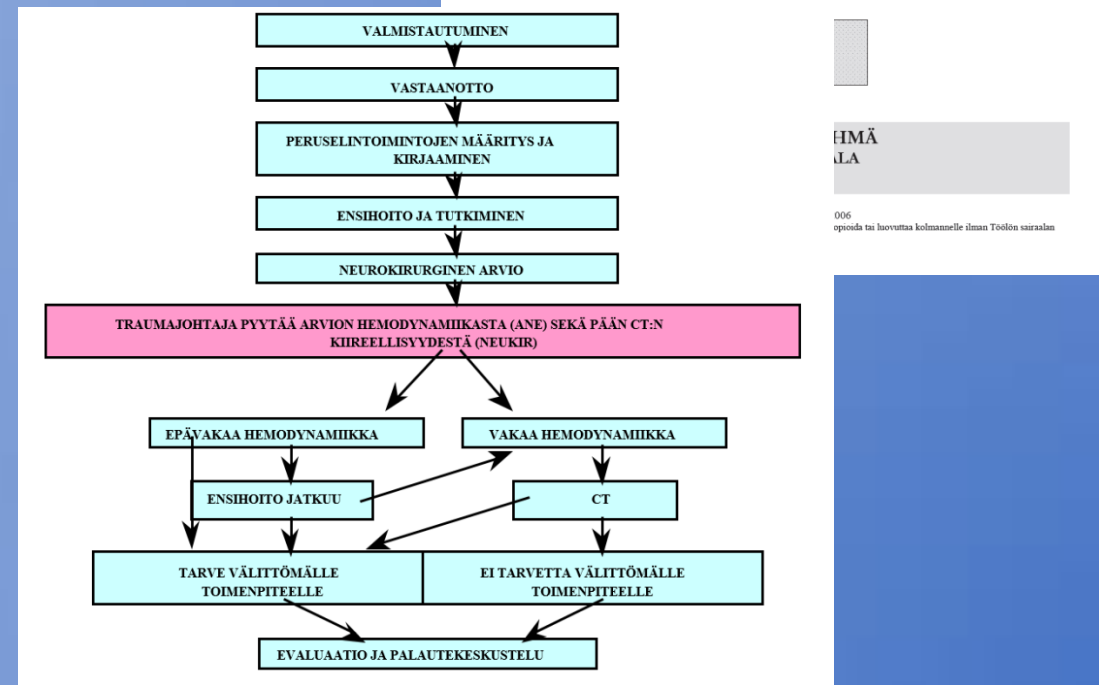 VALMISTAUTUMINEN
VASTAANOTTO
PERUSELINTOIMINTOJEN MÄÄRITYS JA
KIRJAAMINEN
ENSIHOITO JA TUTKIMINEN
NEUROKIRURGINEN ARVIO
TRAUMAJOHTAJA PYYTÄÄ ARVION HEMODYNAMIIKASTA (ANE) SEKÄ PÄÄN CT:N
KIIREELLISYYDESTÄ (NEUKIR)
EPÄVAKAA HEMODYNAMIIKKA
VAKAA HEMODYNAMIIKKA
ENSIHOITO JATKUU
CT
TARVE VÄLITTÖMÄLLE
TOIMENPITEELLE
EI TARVETTA VÄLITTÖMÄLLE
TOIMENPITEELLE
EVALUAATIO JA PALAUTEKESKUSTELU
HMÄ
ALA
006
opioida tai luovuttaa kolmannelle ilman Töölön sairaalan